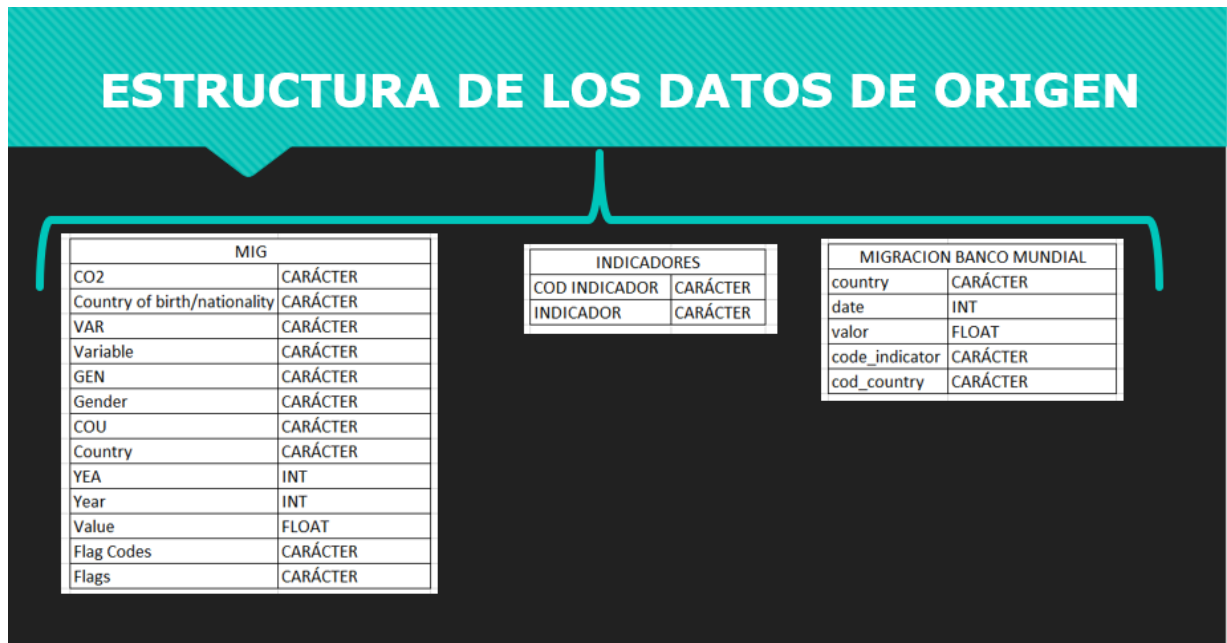 ESTRUCTURA DE LOS DATOS DE ORIGEN
MIG
CO2 CARÁCTER
Country of birth/nationality CARÁCTER
VAR CARÁCTER
Variable CARÁCTER
GEN CARÁCTER
Gender CARÁCTER
COU CARÁCTER
Country CARÁCTER
YEA INT
Year INT
Value FLOAT
Flag Codes CARÁCTER
Flags CARÁCTER
INDICADORES
COD INDICADOR CARÁCTER
INDICADOR CARÁCTER
MIGRACION BANCO MUNDIAL
country CARÁCTER
date INT
valor FLOAT
code_indicator CARÁCTER
cod_country CARÁCTER